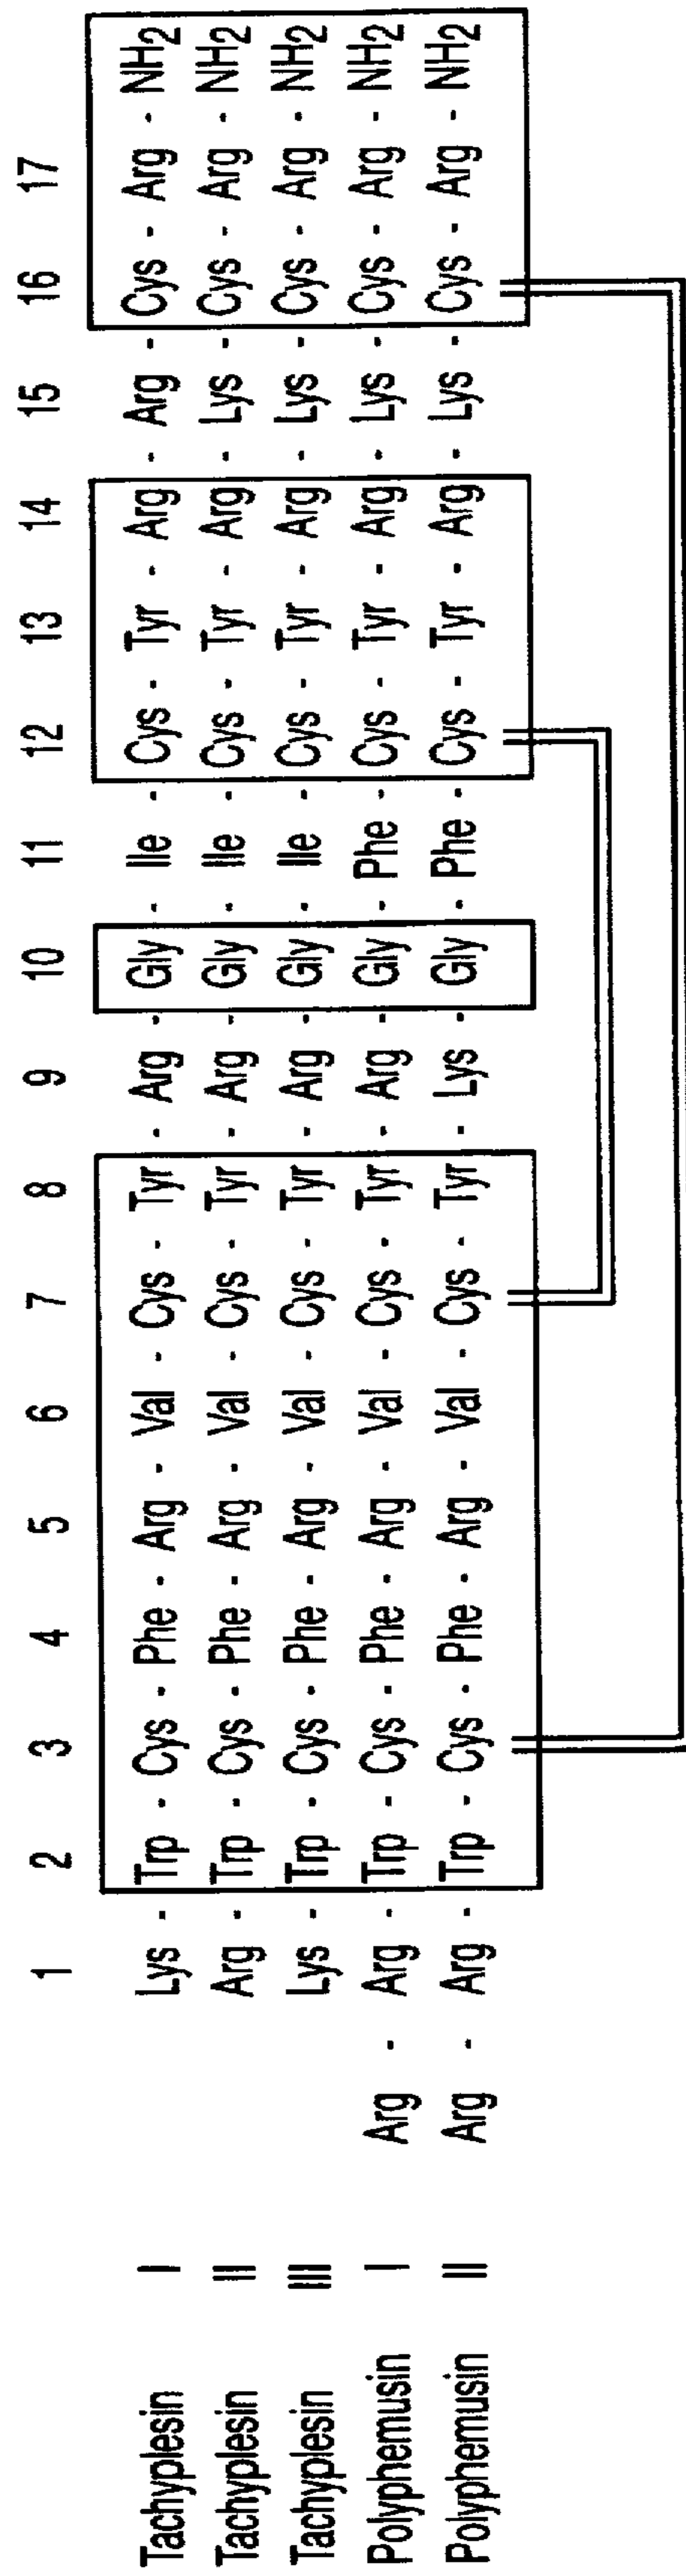 1 2 3 4 5 6 7 8 9 10 11 12 13 14 15 16 17
Tachyplesin I Lys - Trp - Cys - Phe - Arg - Val - Cys - Tyr - Arg - Gly - Ile - Cys - Tyr - Arg - Arg - Cys - Arg - NH2
Tachyplesin II Arg - Trp - Cys - Phe - Arg - Val - Cys - Tyr - Arg - Gly - Ile - Cys - Tyr - Arg - Lys - Cys - Arg - NH2
Tachyplesin III Lys - Trp - Cys - Phe - Arg - Val - Cys - Tyr - Arg - Gly - Ile - Cys - Tyr - Arg - Lys - Cys - Arg - NH2
Polyphemusin I Arg - Arg - Trp - Cys - Phe - Arg - Val - Cys - Tyr - Arg - Gly - Phe - Cys - Tyr - Arg - Lys - Cys - Arg - NH2
Polyphemusin II Arg - Arg - Trp - Cys - Phe - Arg - Val - Cys - Tyr - Lys - Gly - Phe - Cys - Tyr - Arg - Lys - Cys - Arg - NH2